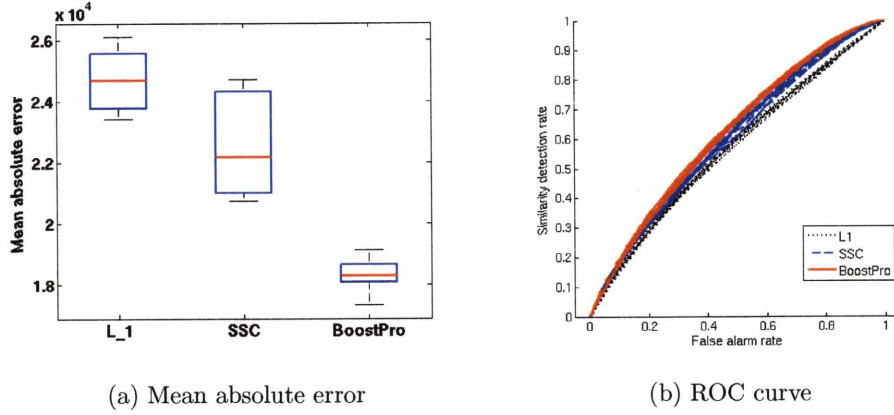 x 10⁴
2.6
2.4
2.2
2
1.8
Mean absolute error
L_1 SSC BoostPro
(a) Mean absolute error
1
0.9
0.8
0.7
0.6
0.5
0.4
0.3
0.2
0.1
0
Similarity detection rate
L1
SSC
BoostPro
0 0.2 0.4 0.6 0.8 1
False alarm rate
(b) ROC curve